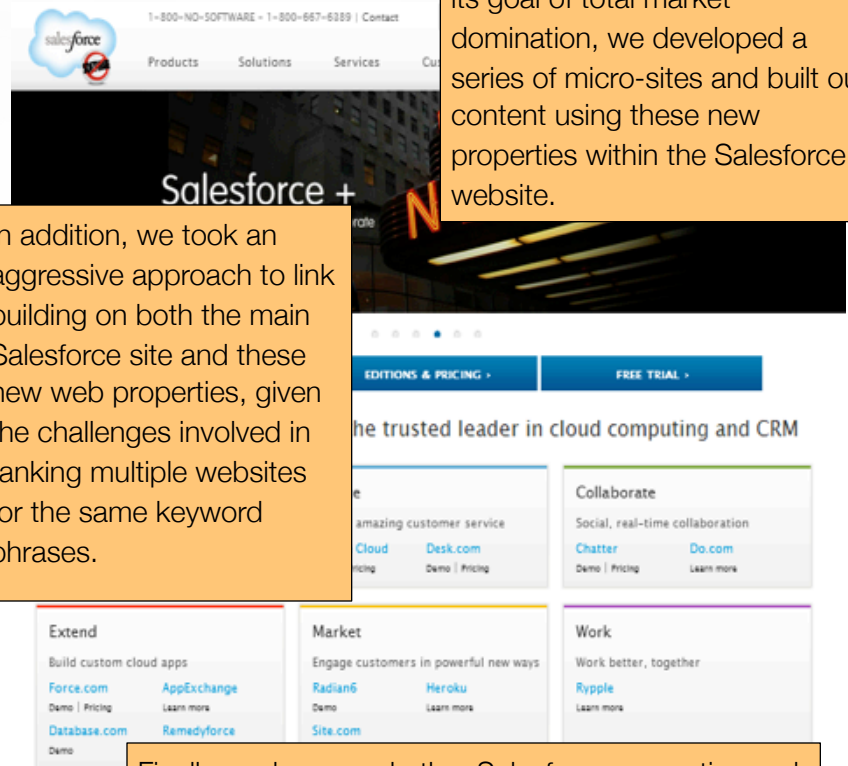 1-800-NO-SOFTWARE - 1-800-667-6289 | Contact
salesforce
Products Solutions Services
its goal of total market
domination, we developed a
series of micro-sites and built
content using these new
properties within the Salesforce
website.
Salesforce +
In addition, we took an
aggressive approach to link
building on both the main
Salesforce site and these
new web properties, given
the challenges involved in
ranking multiple websites
for the same keyword
phrases.
EDITIONS & PRICING › FREE TRIAL ›
the trusted leader in cloud computing and CRM
amazing customer service
Cloud Desk.com
Demo | Pricing
Collaborate
Social, real-time collaboration
Chatter Do.com
Demo | Pricing Learn more
Extend
Build custom cloud apps
Force.com AppExchange
Demo | Pricing Learn more
Database.com Remedyforce
Demo
Market
Engage customers in powerful new ways
Radian6 Heroku
Demo Learn more
Site.com
Work
Work better, together
Rypple
Learn more